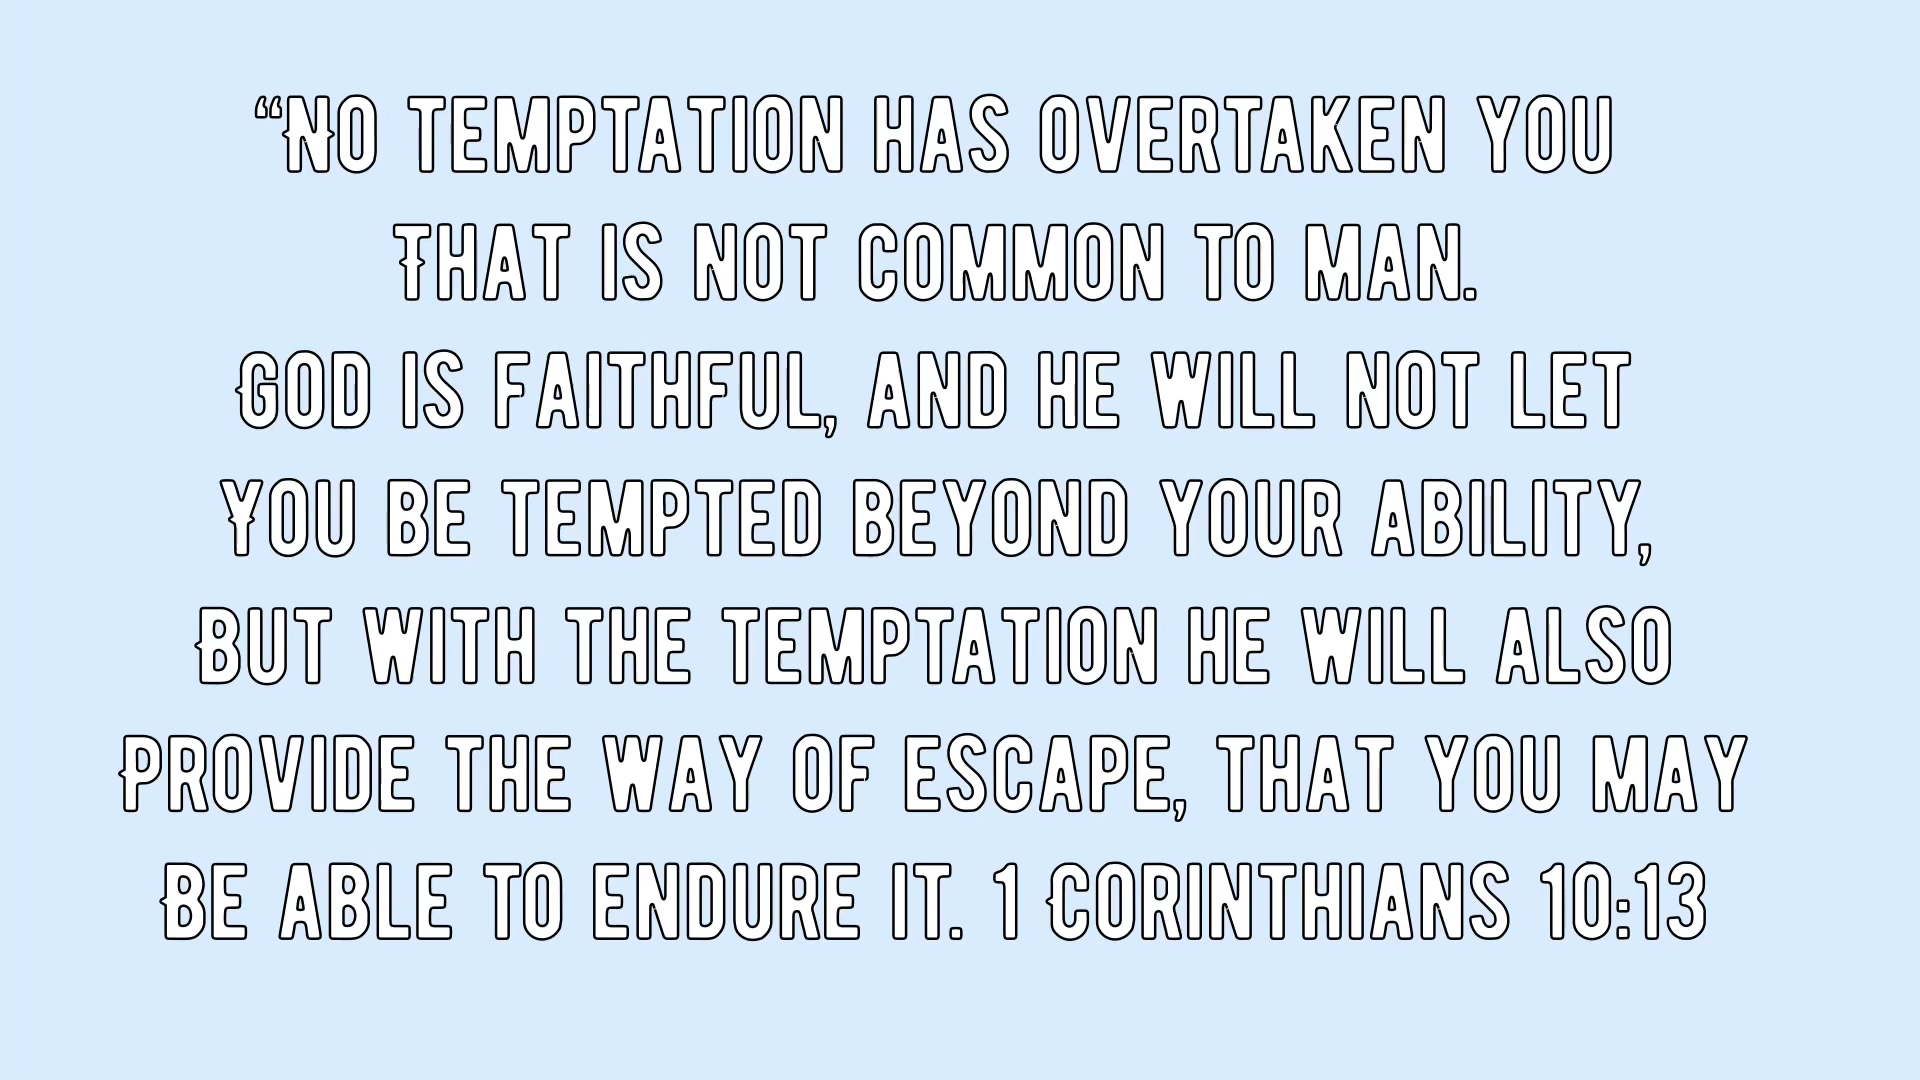 “No temptation has overtaken you
That is not common to man.
God is faithful, and he will not let
You be tempted beyond your ability,
But with the temptation he will also
Provide the way of escape, that you may
Be able to endure it. 1 Corinthians 10:13